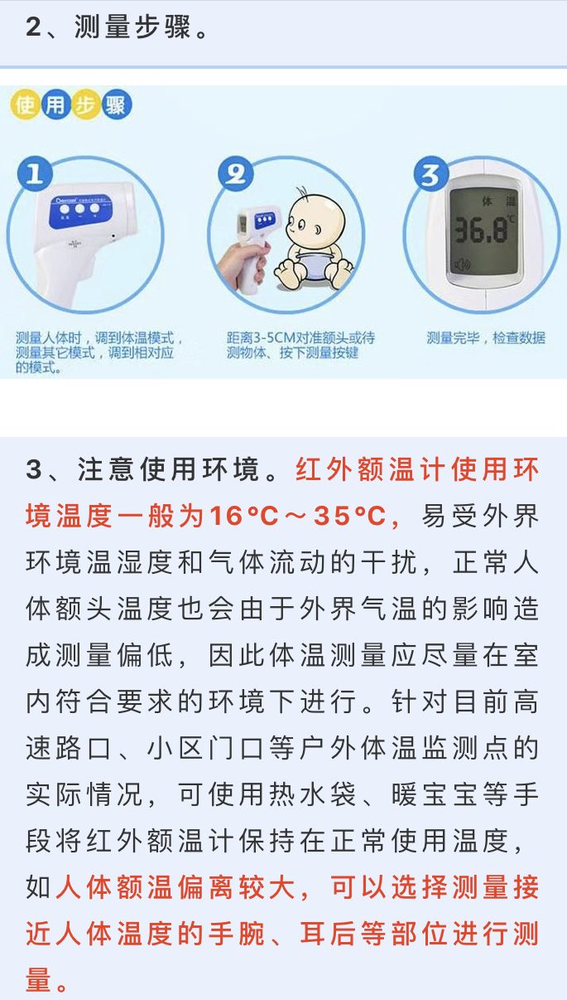 2、测量步骤。
使用步骤
1
2
3
体 温
36.8℃
测量人体时，调到体温模式，
测量其它模式，调到相对应
的模式。
距离3-5CM对准额头或待
测物体、按下测量按键
测量完毕，检查数据
3、注意使用环境。红外额温计使用环
境温度一般为16℃～35℃，易受外界
环境温湿度和气体流动的干扰，正常人
体额头温度也会由于外界气温的影响造
成测量偏低，因此体温测量应尽量在室
内符合要求的环境下进行。针对目前高
速路口、小区门口等户外体温监测点的
实际情况，可使用热水袋、暖宝宝等手
段将红外额温计保持在正常使用温度，
如人体额温偏离较大，可以选择测量接
近人体温度的手腕、耳后等部位进行测
量。